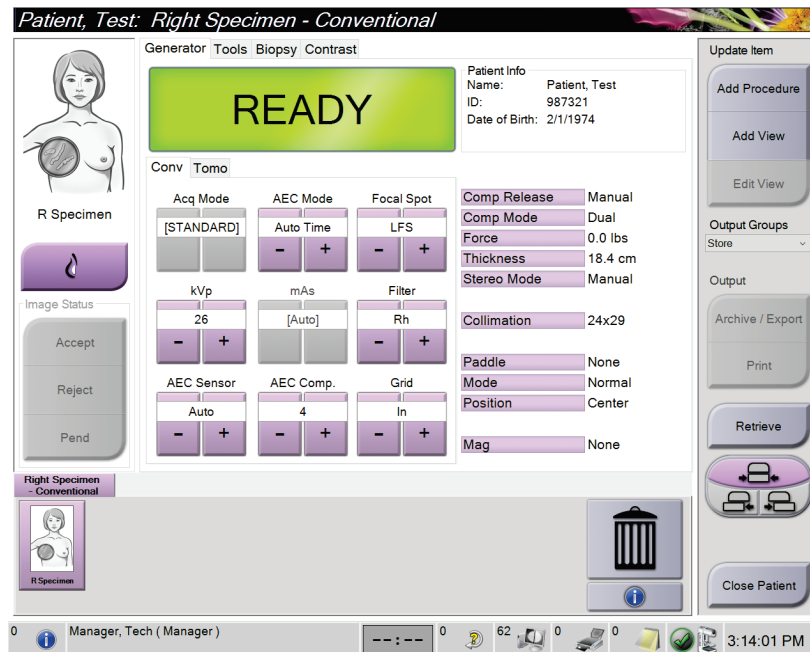 Patient, Test: Right Specimen - Conventional
Generator Tools Biopsy Contrast
READY
Patient Info
Name: Patient, Test
ID: 987321
Date of Birth: 2/1/1974
R Specimen
Image Status
Accept
Reject
Pend
Conv Tomo
Acq Mode AEC Mode Focal Spot
[STANDARD] Auto Time LFS
- + - +
kVp mAs Filter
26 [Auto] Rh
- + - +
AEC Sensor AEC Comp. Grid
Auto 4 In
- + - + - +
Comp Release Manual
Comp Mode Dual
Force 0.0 lbs
Thickness 18.4 cm
Stereo Mode Manual
Collimation 24x29
Paddle None
Mode Normal
Position Center
Mag None
Update Item
Add Procedure
Add View
Edit View
Output Groups
Store
Output
Archive / Export
Print
Retrieve
Close Patient
Right Specimen
- Conventional
R Specimen
0 Manager, Tech ( Manager ) --:-- 0 62 0 0 3:14:01 PM